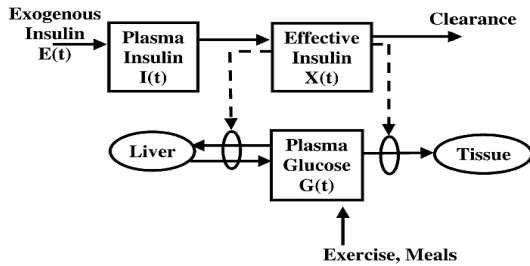 Exogenous
Insulin
E(t)
Plasma
Insulin
I(t)
Effective
Insulin
X(t)
Clearance
Liver
Plasma
Glucose
G(t)
Tissue
Exercise, Meals